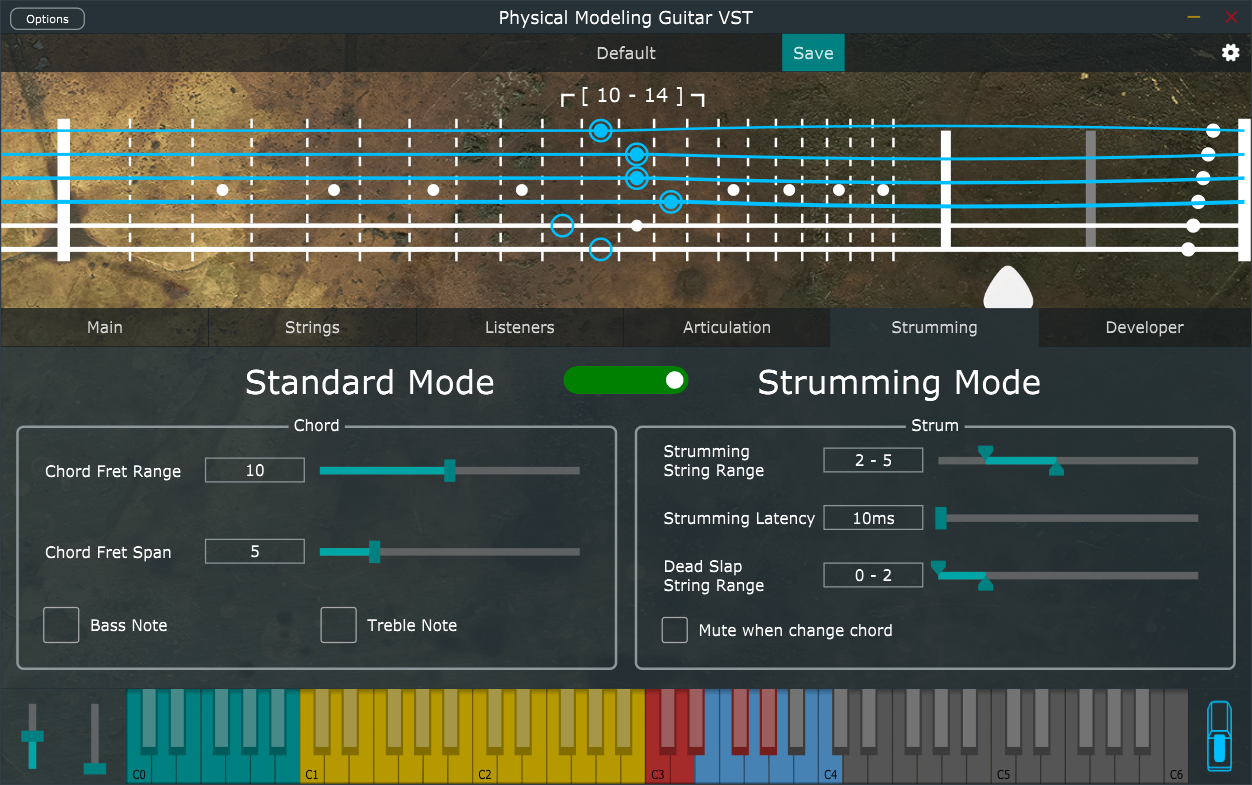 Options
Physical Modeling Guitar VST
Default
Save
[ 10 - 14 ]
Main
Strings
Listeners
Articulation
Strumming
Developer
Standard Mode
Strumming Mode
Chord
Chord Fret Range
10
Chord Fret Span
5
Bass Note
Treble Note
Strum
Strumming
String Range
2 - 5
Strumming Latency
10ms
Dead Slap
String Range
0 - 2
Mute when change chord
C0
C1
C2
C3
C4
C5
C6